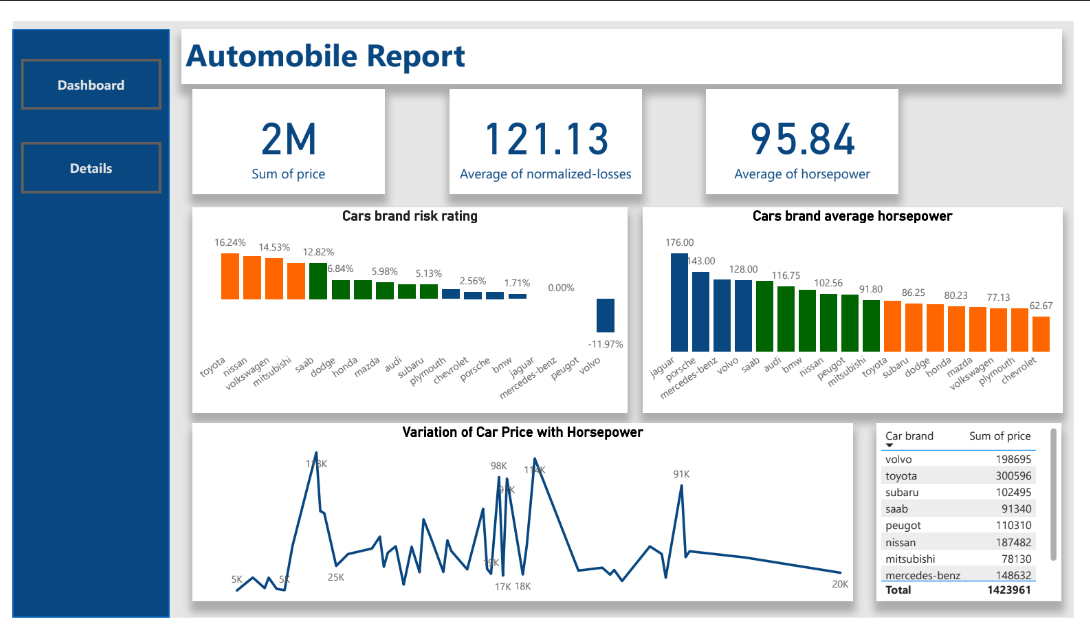 Automobile Report
Dashboard
Details
2M
Sum of price
121.13
Average of normalized-losses
95.84
Average of horsepower
Cars brand risk rating
16.24%
14.53%
12.82%
6.84%
5.98%
5.13%
2.56%
1.71%
0.00%
-11.97%
toyota
nissan
volkswagen
mitsubishi
saab
dodge
honda
mazda
audi
subaru
plymouth
chevrolet
porsche
bmw
jaguar
mercedes-benz
peugot
volvo
Cars brand average horsepower
176.00
143.00
128.00
116.75
102.56
91.80
86.25
80.23
77.13
62.67
jaguar
porsche
mercedes-benz
volvo
saab
audi
bmw
nissan
peugot
mitsubishi
toyota
subaru
dodge
honda
mazda
volkswagen
plymouth
chevrolet
Variation of Car Price with Horsepower
5K
5K
25K
98K
17K
18K
114K
91K
20K
Car brand Sum of price
volvo 198695
toyota 300596
subaru 102495
saab 91340
peugot 110310
nissan 187482
mitsubishi 78130
mercedes-benz 148632
Total 1423961